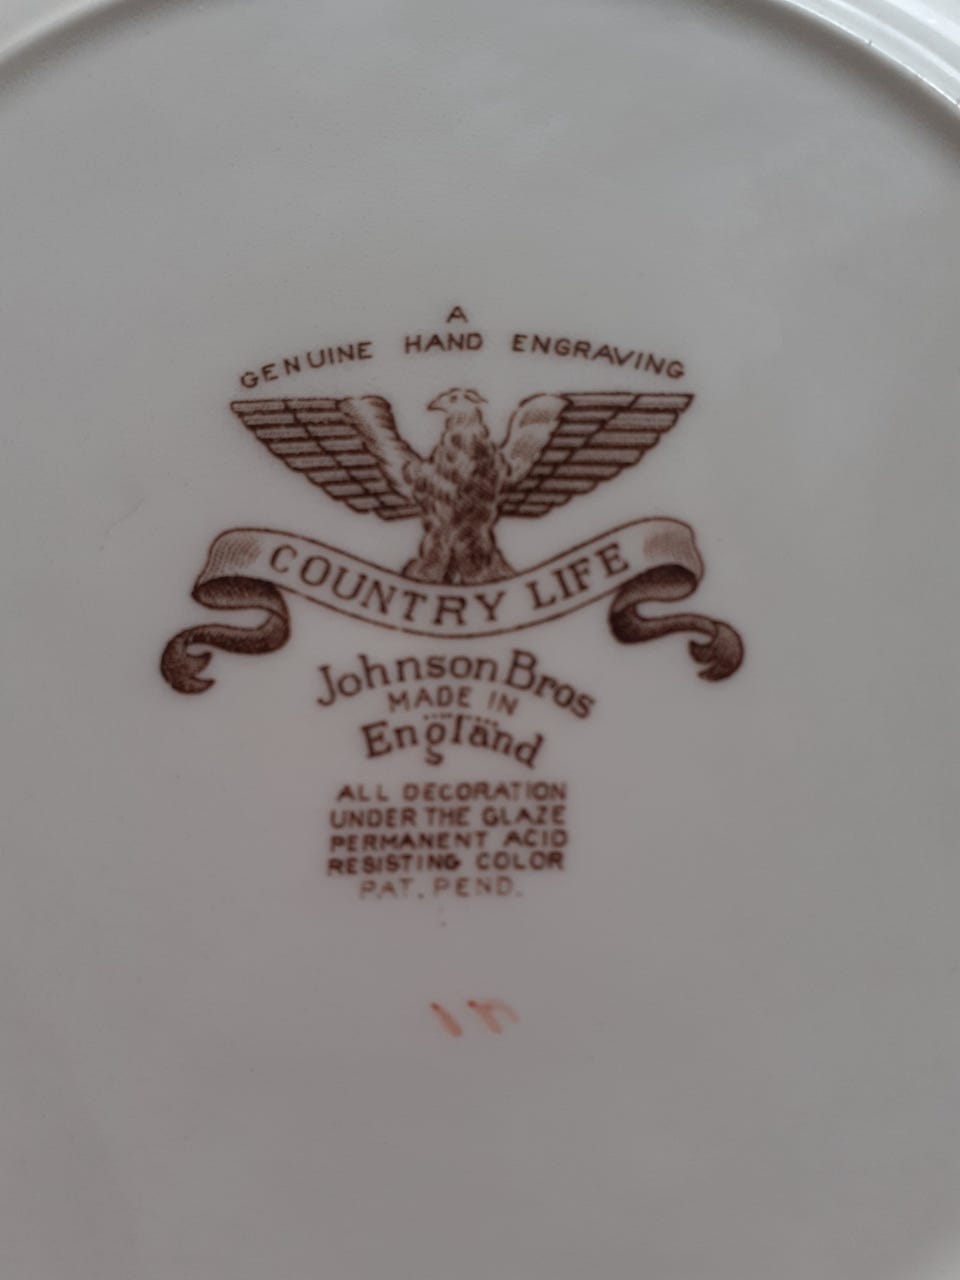 A
GENUINE HAND ENGRAVING
COUNTRY LIFE
Johnson Bros
MADE IN
England
S
ALL DECORATION
UNDER THE GLAZE
PERMANENT ACID
RESISTING COLOR
PAT. PEND.